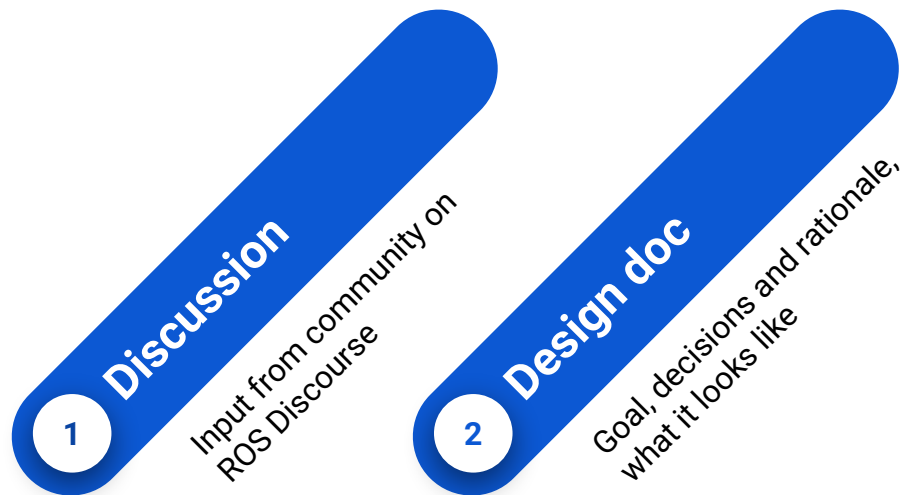 1
Discussion
Input from community on
ROS Discourse
2
Design doc
Goal, decisions and rationale,
what it looks like